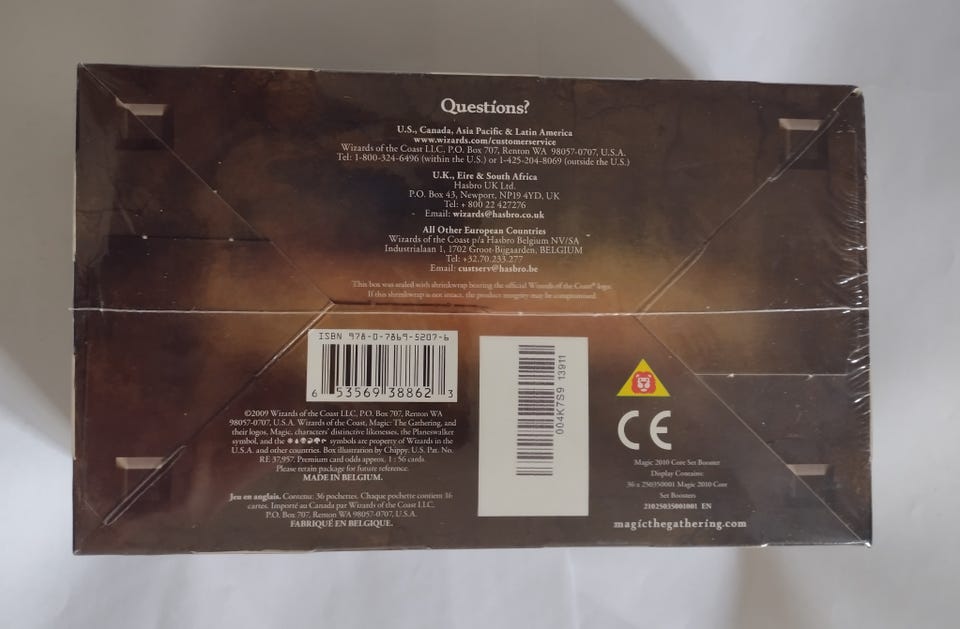 Questions?
U.S., Canada, Asia Pacific & Latin America
www.wizards.com/customerservice
Wizards of the Coast LLC, P.O. Box 707, Renton WA 98057-0707, U.S.A.
Tel: 1-800-324-6496 (within the U.S.) or 1-425-204-8069 (outside the U.S.)
U.K., Eire & South Africa
Hasbro UK Ltd.
P.O. Box 43, Newport, NP19 4YD, UK
Tel: + 800 22 427276
Email: wizards@hasbro.co.uk
All Other European Countries
Wizards of the Coast p/a Hasbro Belgium NV/SA
Industrialaan 1, 1702 Groot-Bijgaarden, BELGIUM
Tel: +32.70.233.277
Email: custserv@hasbro.be
This box was sealed with shrinkwrap bearing the official Wizards of the Coast® logo.
If this shrinkwrap is not intact, the product integrity may be compromised.
ISBN 978-0-7869-5207-6
6 53569 38862 3
©2009 Wizards of the Coast LLC, P.O. Box 707, Renton WA
98057-0707, U.S.A. Wizards of the Coast, Magic: The Gathering, and
their logos, Magic, characters' distinctive likenesses, the Planeswalker
symbol, and the symbols are property of Wizards in the
U.S.A. and other countries. Box illustration by Chippy. U.S. Pat. No.
RE 37,957. Premium card odds approx. 1 : 56 cards.
Please retain package for future reference.
MADE IN BELGIUM.
Jeu en anglais. Contenu: 36 pochettes. Chaque pochette contient 16
cartes. Importé au Canada par Wizards of the Coast LLC,
P.O. Box 707, Renton WA 98057-0707, U.S.A.
FABRIQUÉ EN BELGIQUE.
004K7S9 13911
CE
Magic 2010 Core Set Booster
Display Contains:
36 x 250350001 Magic 2010 Core
Set Boosters
21025035001001 EN
magicthegathering.com